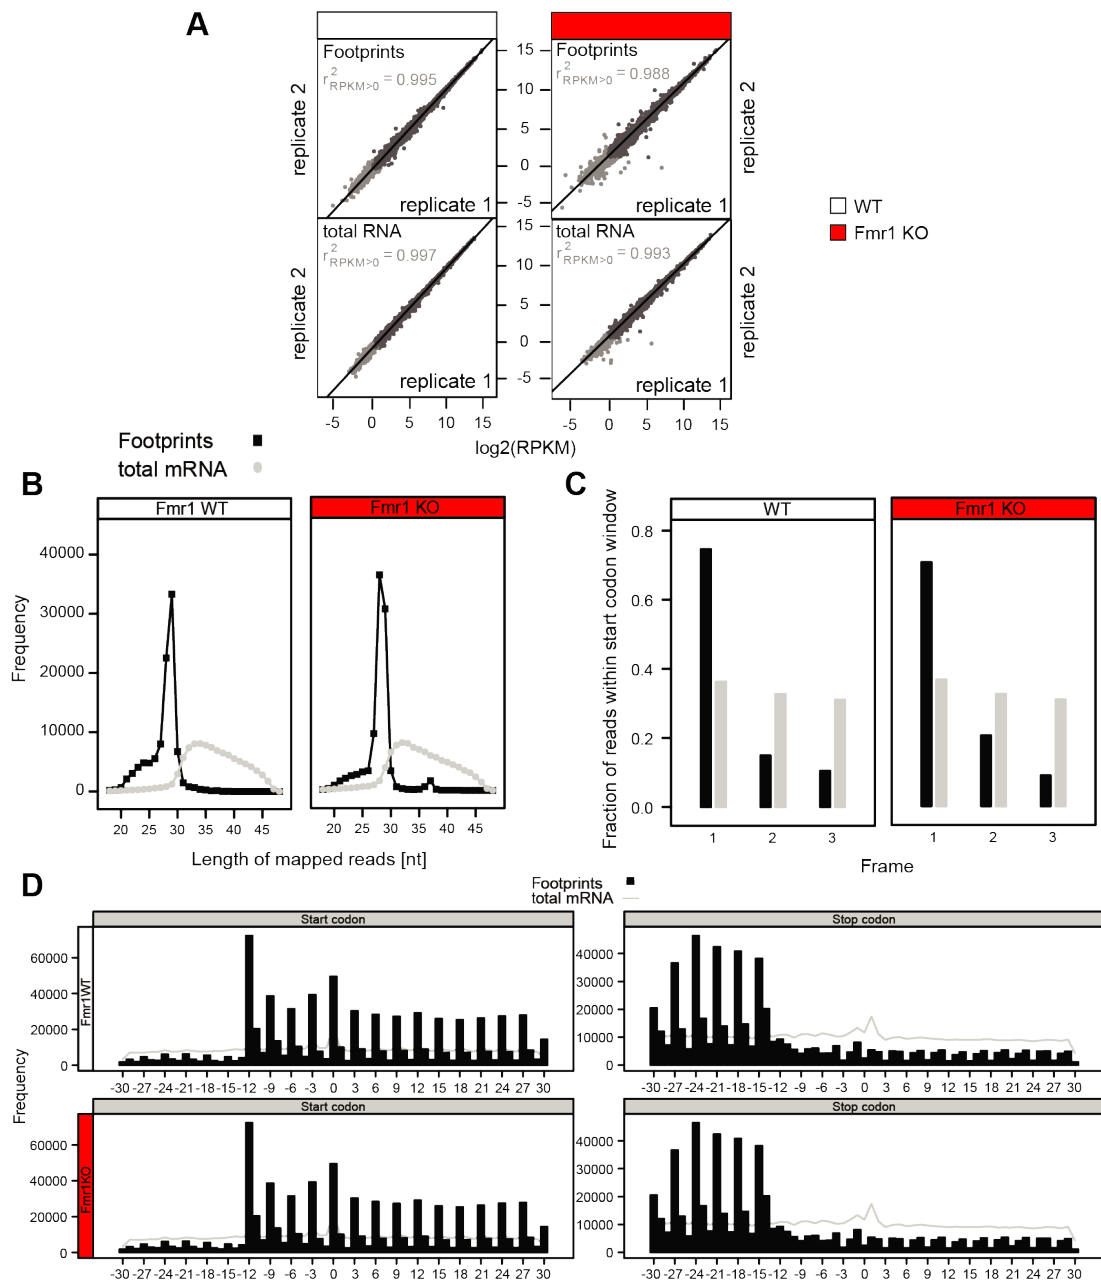 A
Footprints
r2RPKM>0 = 0.995
replicate 1
replicate 2
15
10
5
0
-5
Footprints
r2RPKM>0 = 0.988
replicate 1
replicate 2
total RNA
r2RPKM>0 = 0.997
replicate 1
replicate 2
15
10
5
0
-5
total RNA
r2RPKM>0 = 0.993
replicate 1
replicate 2
-5 0 5 10 15
-5 0 5 10 15
log2(RPKM)
WT
Fmr1 KO
Footprints
total mRNA
B
Fmr1 WT
Fmr1 KO
Frequency
40000
30000
20000
10000
0
20 25 30 35 40 45
20 25 30 35 40 45
Length of mapped reads [nt]
C
Fraction of reads within start codon window
WT
Fmr1 KO
0.8
0.6
0.4
0.2
0.0
1 2 3
1 2 3
Frame
D
Footprints
total mRNA
Frequency
Start codon
Fmr1WT
60000
40000
20000
0
-30 -27 -24 -21 -18 -15 -12 -9 -6 -3 0 3 6 9 12 15 18 21 24 27 30
Stop codon
40000
30000
20000
10000
0
-30 -27 -24 -21 -18 -15 -12 -9 -6 -3 0 3 6 9 12 15 18 21 24 27 30
Start codon
Fmr1KO
60000
40000
20000
0
-30 -27 -24 -21 -18 -15 -12 -9 -6 -3 0 3 6 9 12 15 18 21 24 27 30
Stop codon
40000
30000
20000
10000
0
-30 -27 -24 -21 -18 -15 -12 -9 -6 -3 0 3 6 9 12 15 18 21 24 27 30